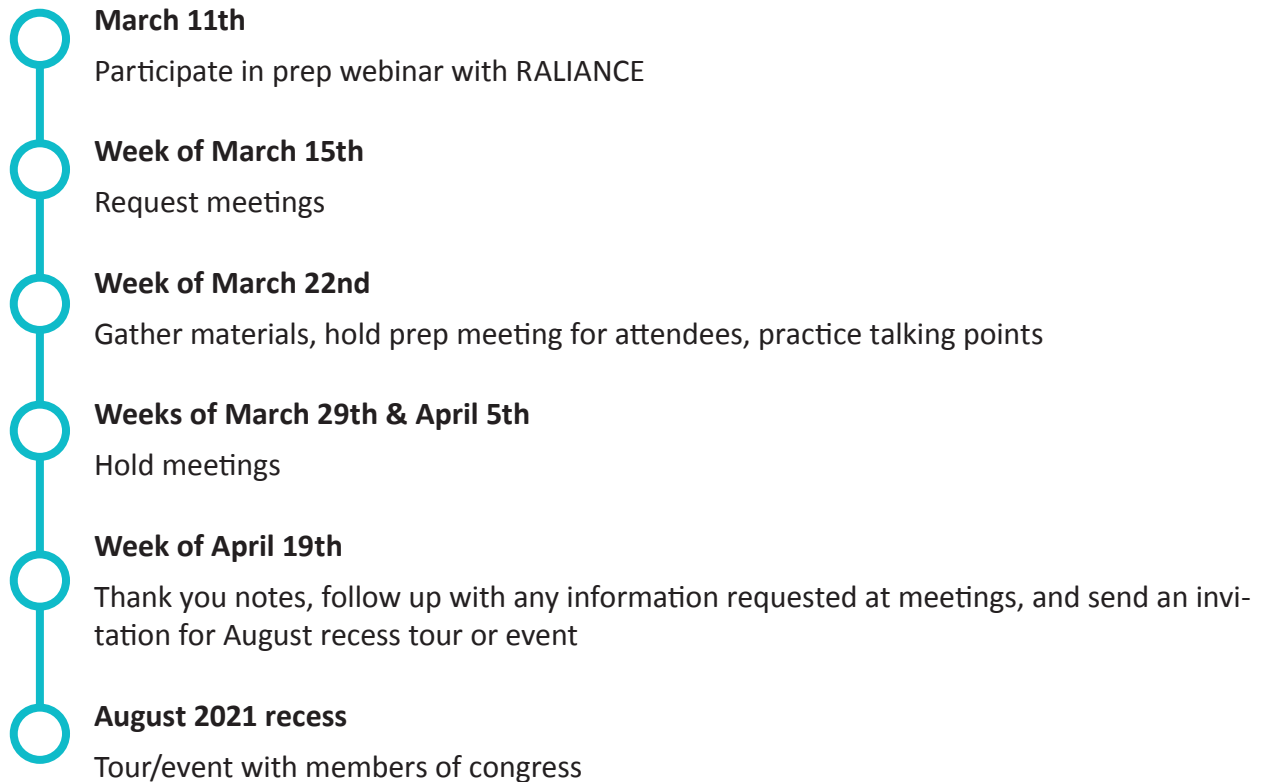 March 11th
Participate in prep webinar with RALIANCE
Week of March 15th
Request meetings
Week of March 22nd
Gather materials, hold prep meeting for attendees, practice talking points
Weeks of March 29th & April 5th
Hold meetings
Week of April 19th
Thank you notes, follow up with any information requested at meetings, and send an invi-
tation for August recess tour or event
August 2021 recess
Tour/event with members of congress